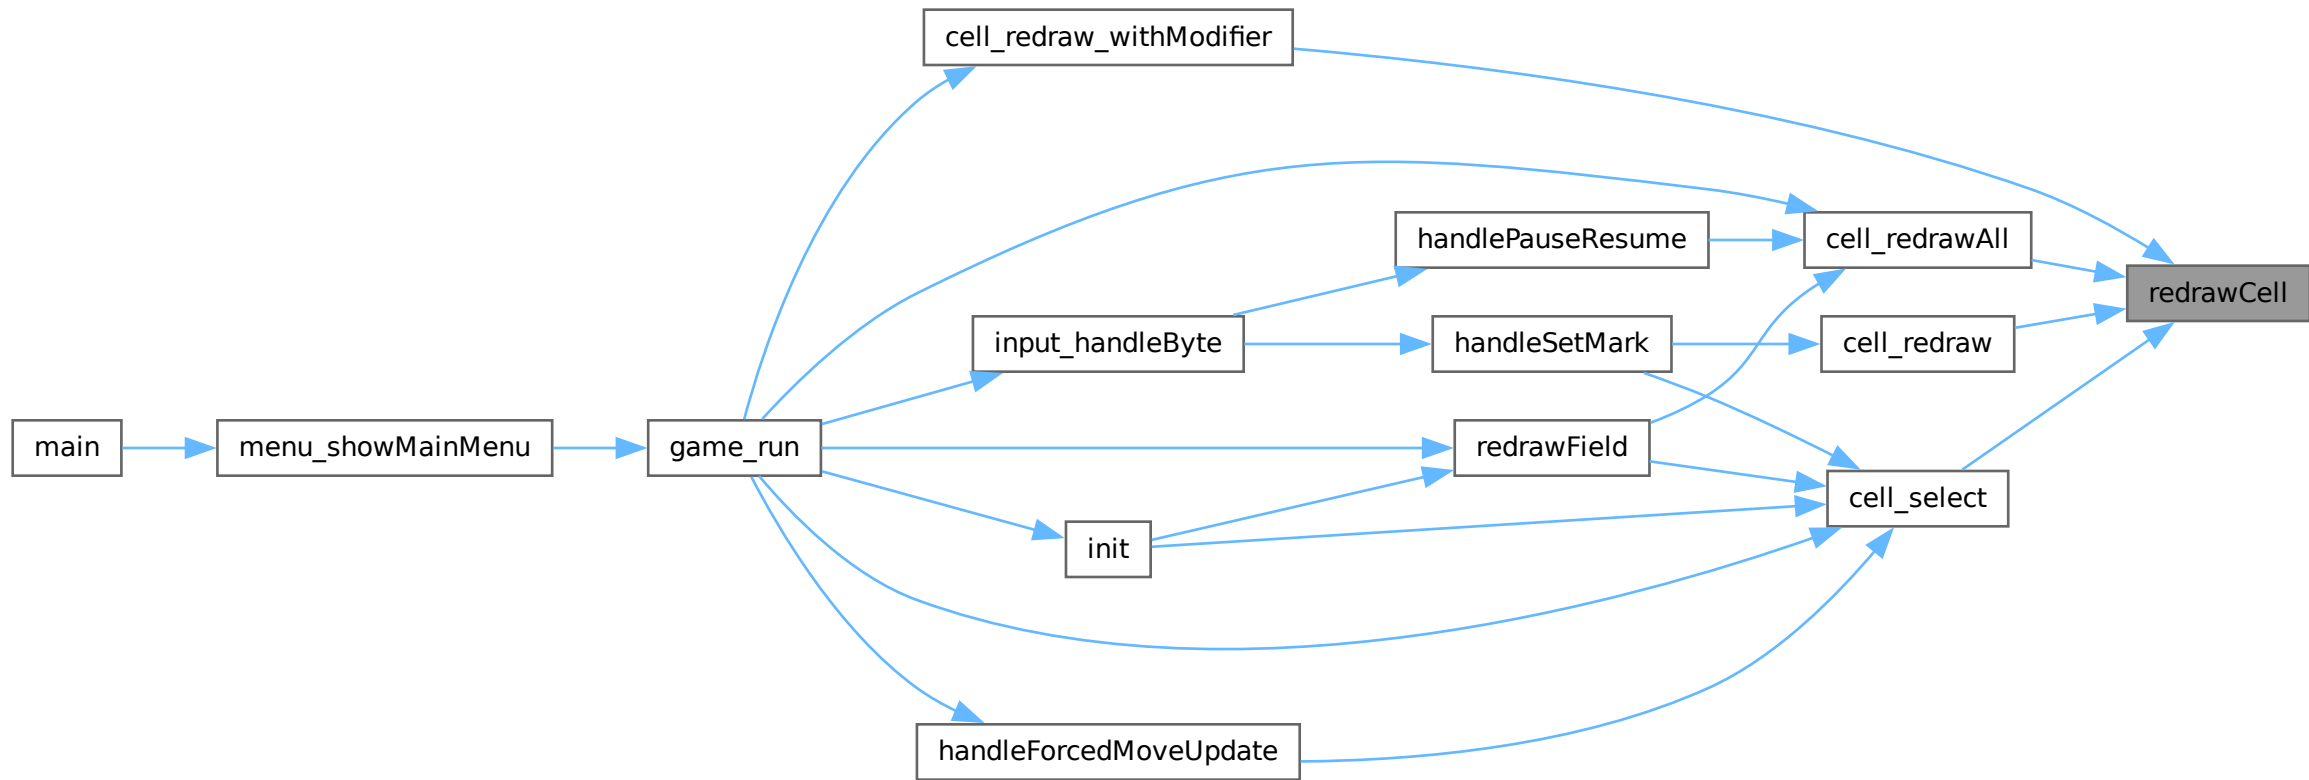 cell_redraw_withModifier
handlePauseResume
cell_redrawAll
redrawCell
input_handleByte
handleSetMark
cell_redraw
main
menu_showMainMenu
game_run
redrawField
cell_select
init
handleForcedMoveUpdate